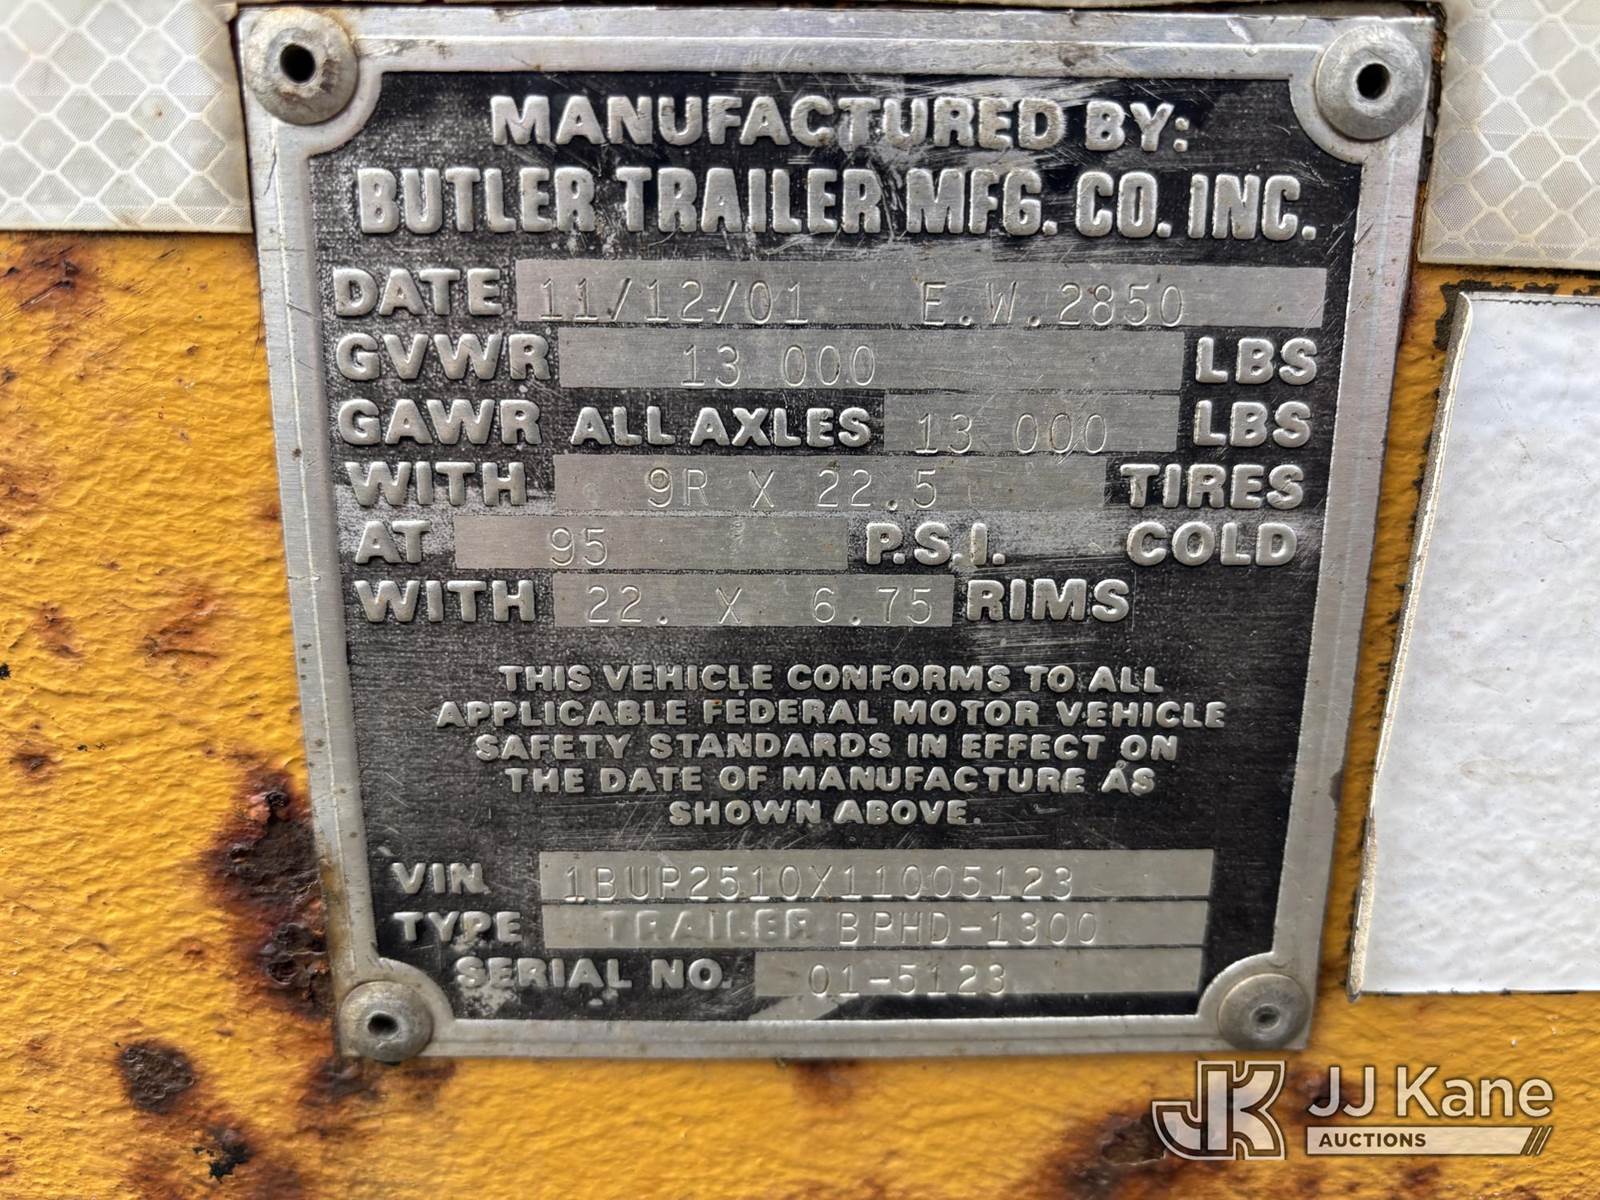 MANUFACTURED BY:
BUTLER TRAILER MFG. CO. INC.
DATE 11/12/01 E.W.2850
GVWR 13 000 LBS
GAWR ALL AXLES 13 000 LBS
WITH 9R X 22.5 TIRES
AT 95 P.S.I. COLD
WITH 22. X 6.75 RIMS
THIS VEHICLE CONFORMS TO ALL
APPLICABLE FEDERAL MOTOR VEHICLE
SAFETY STANDARDS IN EFFECT ON
THE DATE OF MANUFACTURE AS
SHOWN ABOVE.
VIN 1BUP2510X11005123
TYPE TRAILER BPHD-1300
SERIAL NO. 01-5123
JK JJ Kane
AUCTIONS